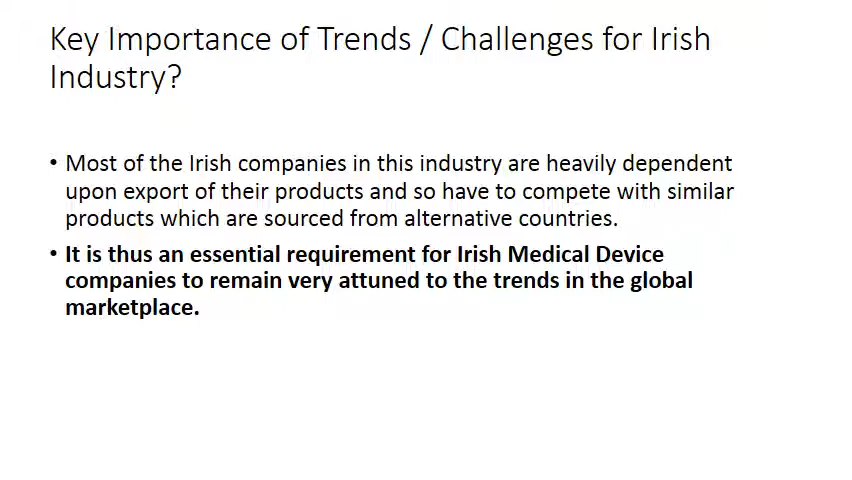 Key Importance of Trends / Challenges for Irish
Industry?
• Most of the Irish companies in this industry are heavily dependent
upon export of their products and so have to compete with similar
products which are sourced from alternative countries.
• It is thus an essential requirement for Irish Medical Device
companies to remain very attuned to the trends in the global
marketplace.